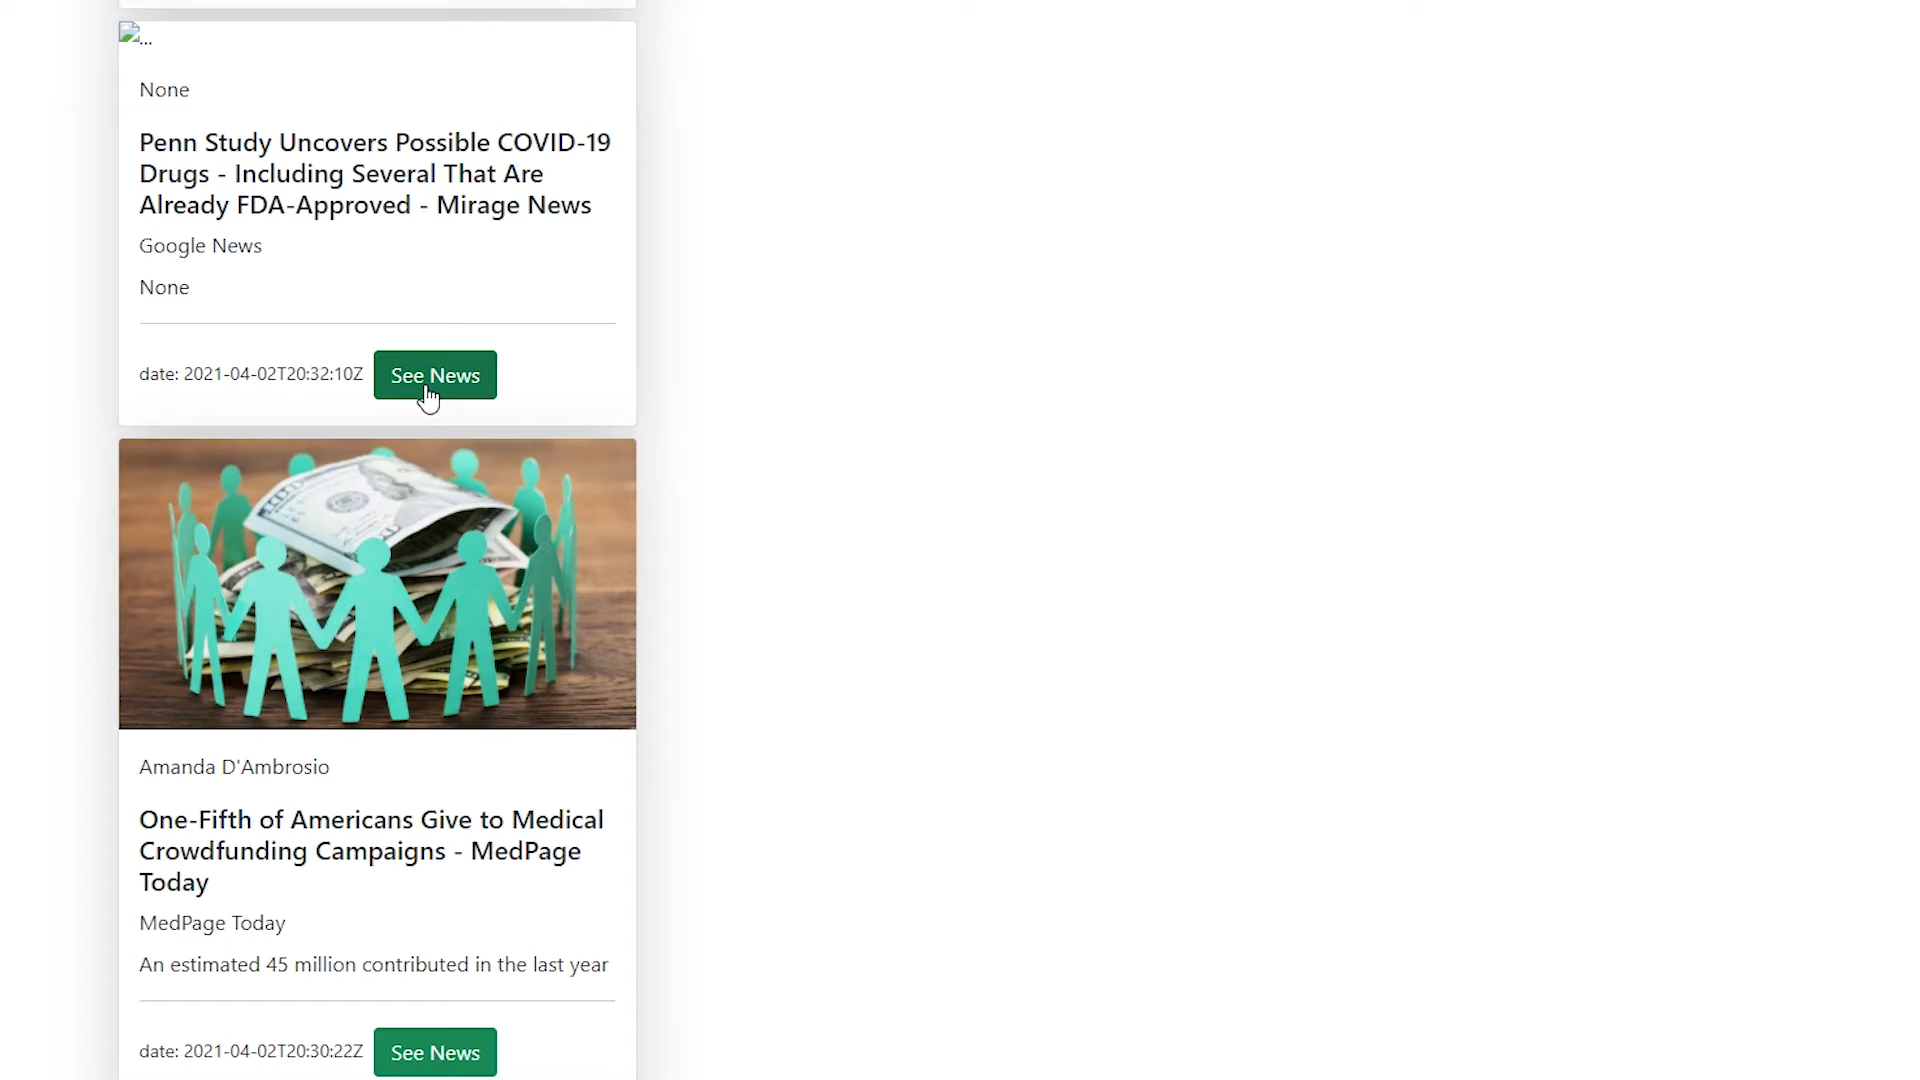 ...
None
Penn Study Uncovers Possible COVID-19
Drugs - Including Several That Are
Already FDA-Approved - Mirage News
Google News
None
date: 2021-04-02T20:32:10Z See News
Amanda D'Ambrosio
One-Fifth of Americans Give to Medical
Crowdfunding Campaigns - MedPage
Today
MedPage Today
An estimated 45 million contributed in the last year
date: 2021-04-02T20:30:22Z See News